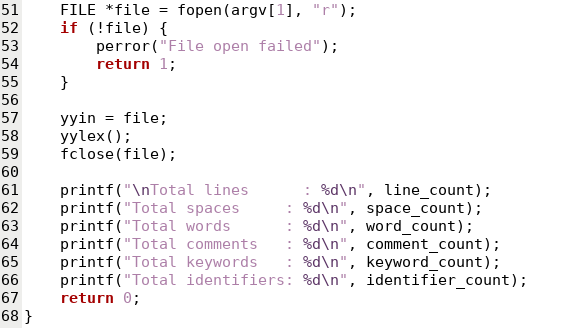 51    FILE *file = fopen(argv[1], "r");
52    if (!file) {
53        perror("File open failed");
54        return 1;
55    }
56
57    yyin = file;
58    yylex();
59    fclose(file);
60
61    printf("\nTotal lines      : %d\n", line_count);
62    printf("Total spaces     : %d\n", space_count);
63    printf("Total words      : %d\n", word_count);
64    printf("Total comments   : %d\n", comment_count);
65    printf("Total keywords   : %d\n", keyword_count);
66    printf("Total identifiers: %d\n", identifier_count);
67    return 0;
68 }